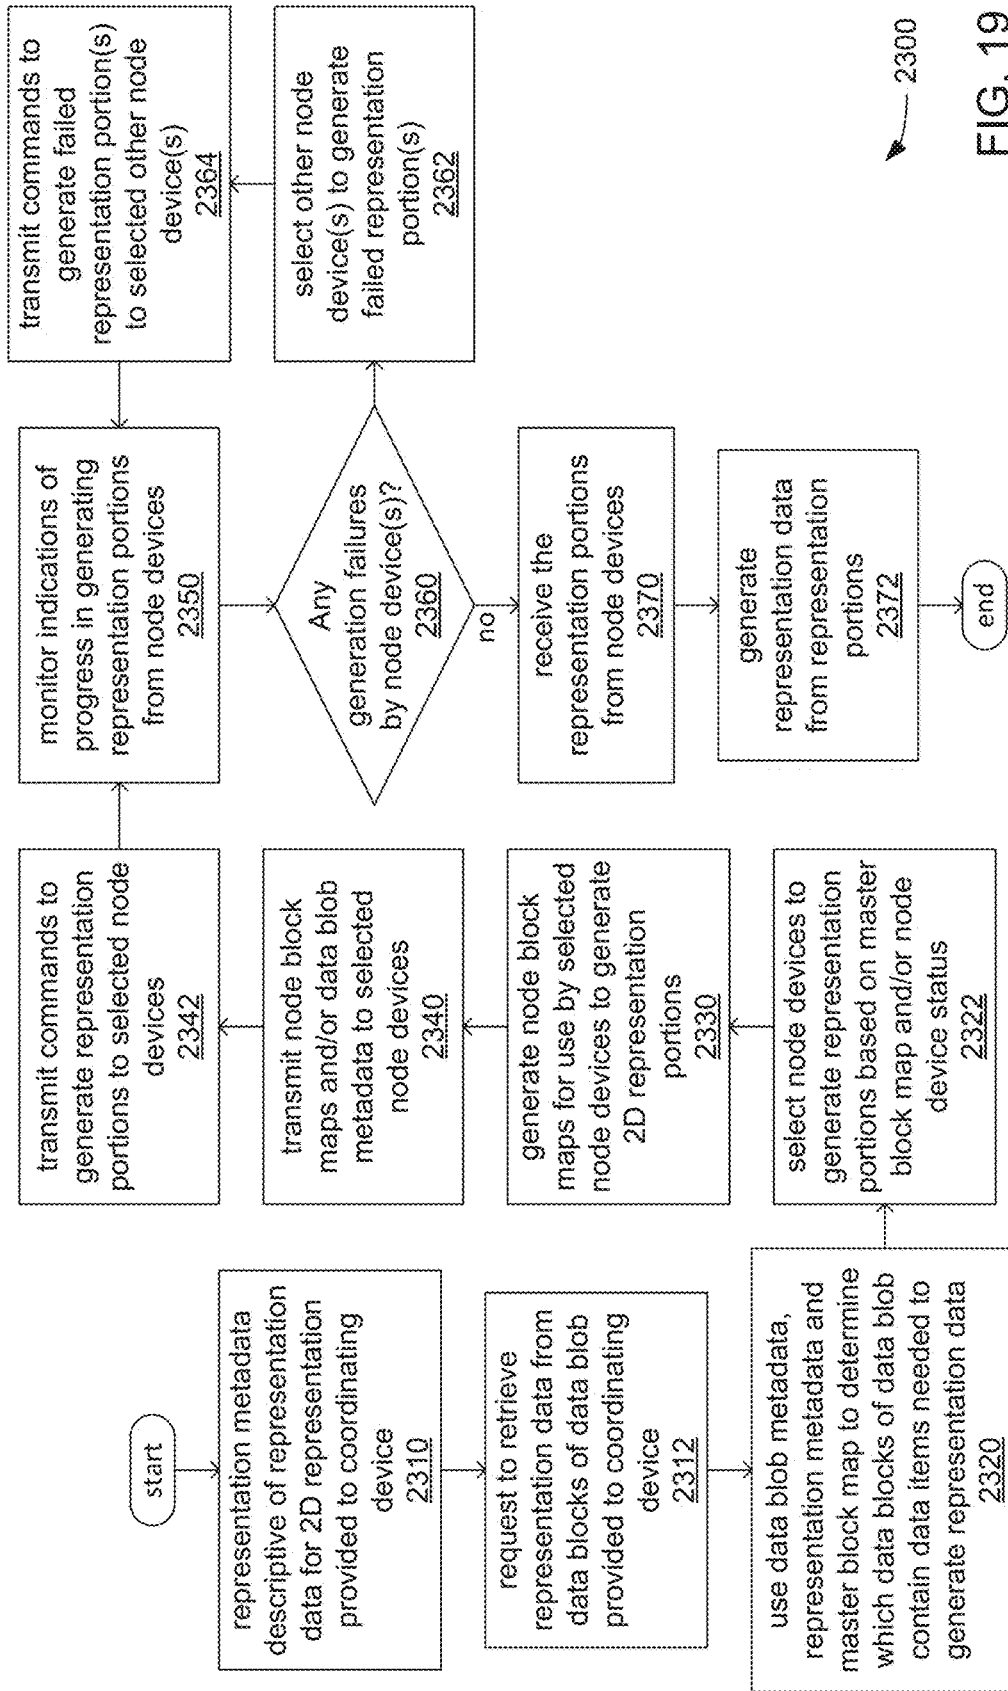 start
representation metadata
descriptive of representation
data for 2D representation
provided to coordinating
device
2310
request to retrieve
representation data from
data blocks of data blob
provided to coordinating
device
2312
use data blob metadata,
representation metadata and
master block map to determine
which data blocks of data blob
contain data items needed to
generate representation data
2320
select node devices to
generate representation
portions based on master
block map and/or node
device status
2322
generate node block
maps for use by selected
node devices to generate
2D representation
portions
2330
transmit node block
maps and/or data blob
metadata to selected
node devices
2340
transmit commands to
generate representation
portions to selected node
devices
2342
monitor indications of
progress in generating
representation portions
from node devices
2350
Any
generation failures
by node device(s)?
2360
no
select other node
device(s) to generate
failed representation
portion(s)
2362
transmit commands to
generate failed
representation portion(s)
to selected other node
device(s)
2364
receive the
representation portions
from node devices
2370
generate
representation data
from representation
portions
2372
end
2300
FIG. 19